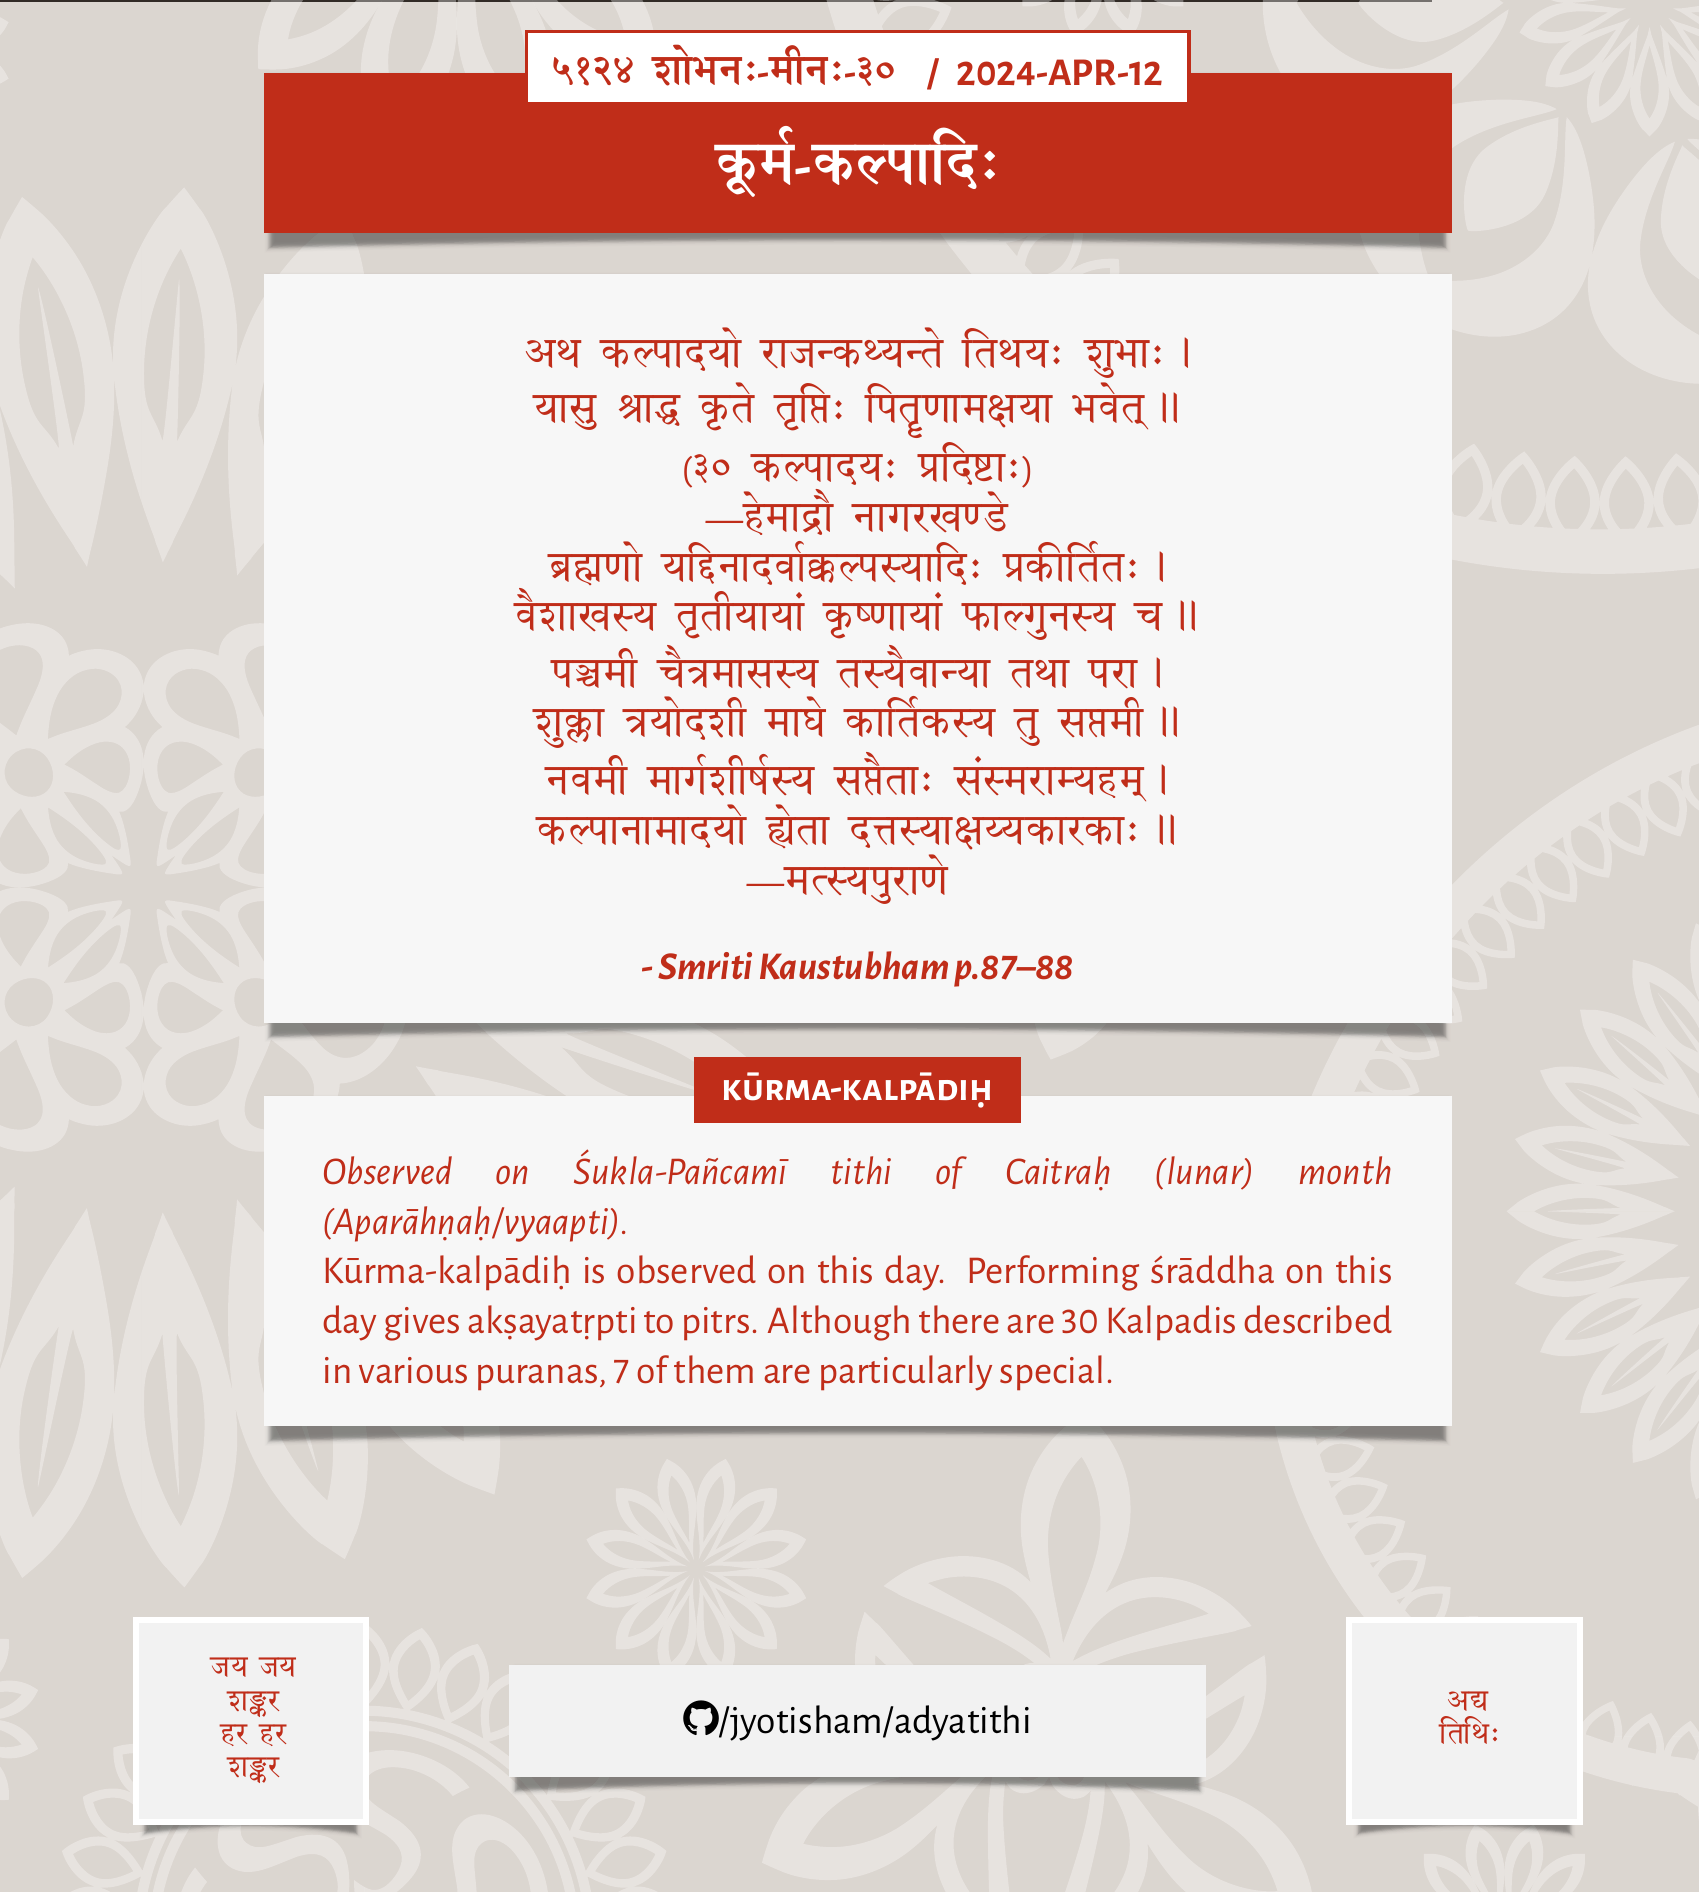 ५१२४ शोभनः-मीनः-३० / 2024-APR-12
कूर्म-कल्पादिः
अथ कल्पादयो राजन्कथ्यन्ते तिथयः शुभाः ।
यासु श्राद्धे कृते तृप्तिः पितॄणामक्षया भवेत् ॥
(३० कल्पादयः प्रदिष्टाः)
—हेमाद्रौ नागरखण्डे
ब्रह्मणो यद्दिनादर्वाक्कल्पस्यादिः प्रकीर्तितः ।
वैशाखस्य तृतीयायां कृष्णायां फाल्गुनस्य च ॥
पञ्चमी चैत्रमासस्य तस्यैवान्या तथा परा ।
शुक्ला त्रयोदशी माघे कार्तिकस्य तु सप्तमी ॥
नवमी मार्गशीर्षस्य सप्तैताः संस्मराम्यहम् ।
कल्पानामादयो ह्येता दत्तस्याक्षय्यकारकाः ॥
—मत्स्यपुराणे
- Smriti Kaustubham p.87–88
KŪRMA-KALPĀDIḤ
Observed on Śukla-Pañcamī tithi of Caitraḥ (lunar) month
(Aparāhṇaḥ/vyaapti).
Kūrma-kalpādiḥ is observed on this day. Performing śrāddha on this
day gives akṣayatṛpti to pitrs. Although there are 30 Kalpadis described
in various puranas, 7 of them are particularly special.
जय जय
शङ्कर
हर हर
शङ्कर
/jyotisham/adyatithi
अद्य
तिथिः